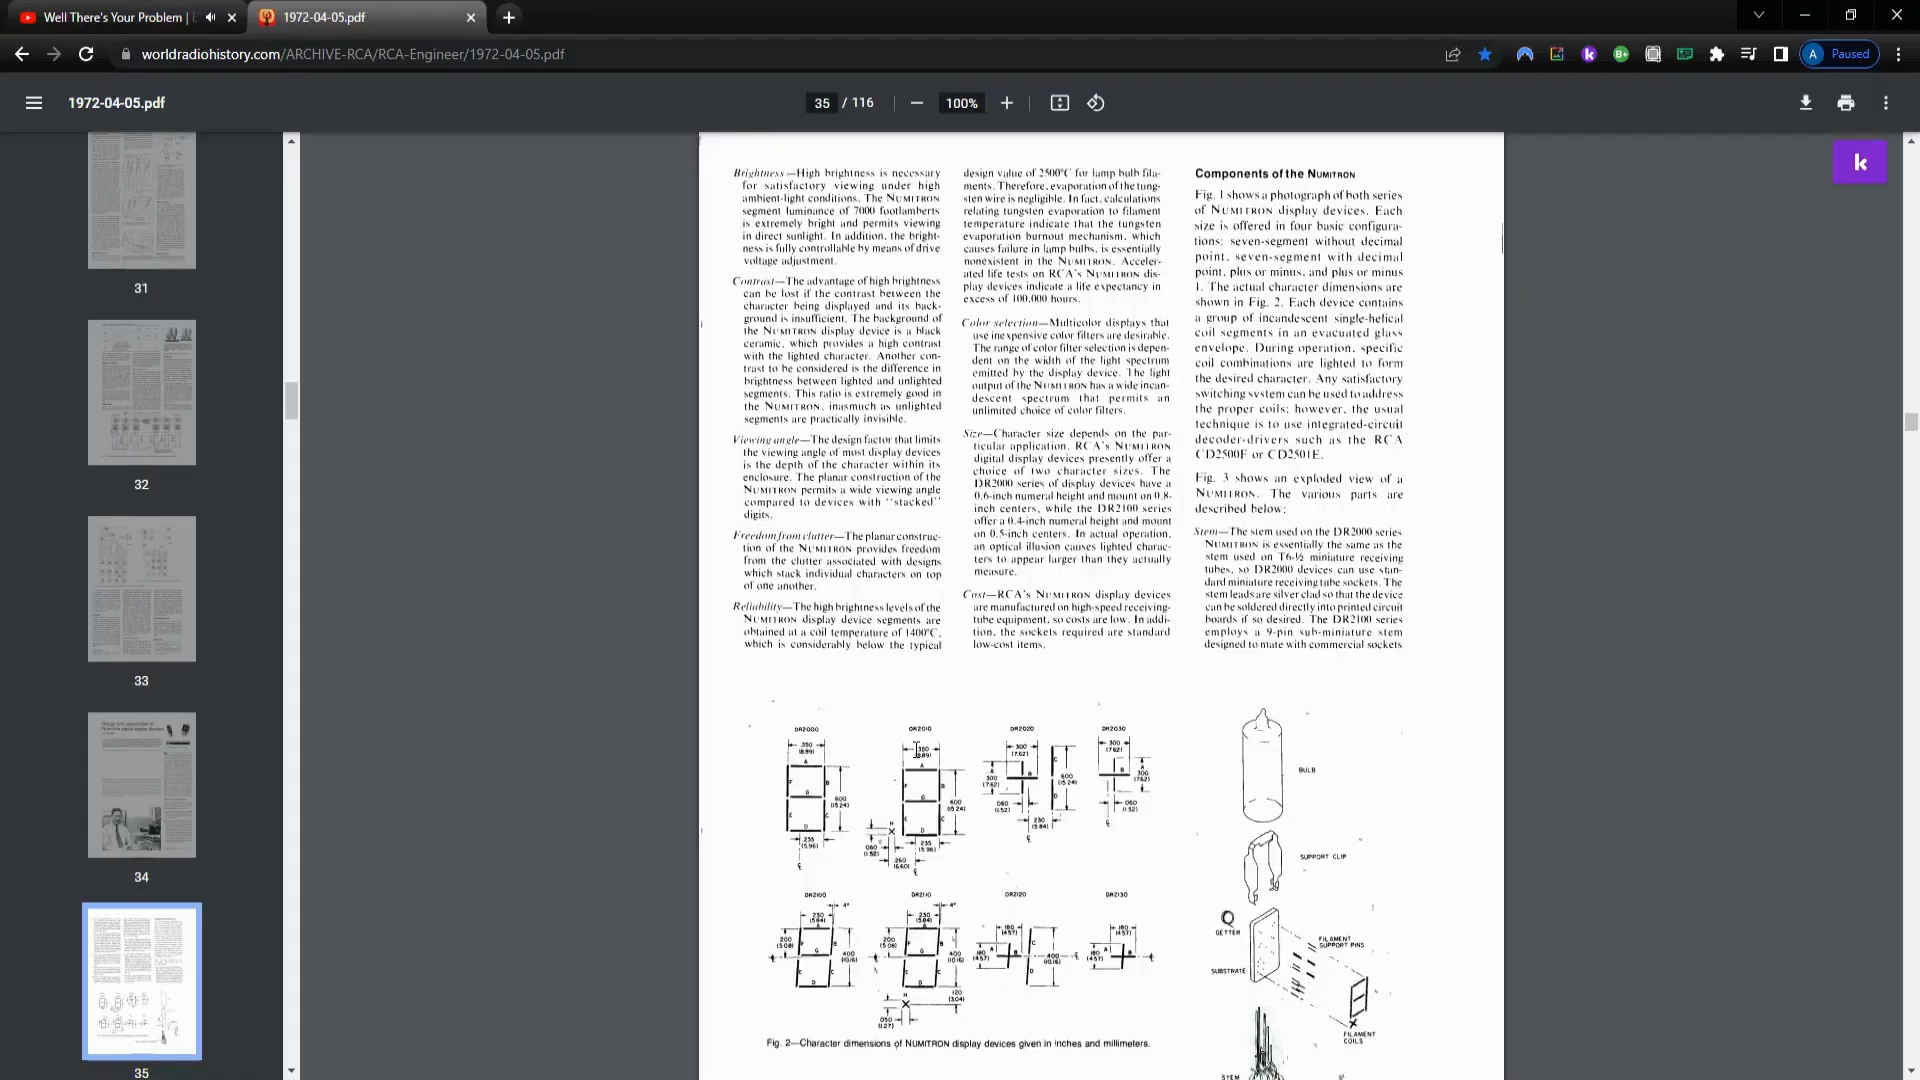 Well There's Your Problem |
1972-04-05.pdf
worldradiohistory.com/ARCHIVE-RCA/RCA-Engineer/1972-04-05.pdf
Paused
1972-04-05.pdf
35 / 116
100%
31
32
33
34
35
k
Brightness—High brightness is necessary
for satisfactory viewing under high
ambient-light conditions. The NUMITRON
segment luminance of 7000 footlamberts
is extremely bright and permits viewing
in direct sunlight. In addition, the bright-
ness is fully controllable by means of drive
voltage adjustment.
Contrast—The advantage of high brightness
can be lost if the contrast between the
character being displayed and its back-
ground is insufficient. The background of
the NUMITRON display device is a black
ceramic, which provides a high contrast
with the lighted character. Another con-
trast to be considered is the difference in
brightness between lighted and unlighted
segments. This ratio is extremely good in
the NUMITRON, inasmuch as unlighted
segments are practically invisible.
Viewing angle—The design factor that limits
the viewing angle of most display devices
is the depth of the character within its
enclosure. The planar construction of the
NUMITRON permits a wide viewing angle
compared to devices with "stacked"
digits.
Freedom from clutter—The planar construc-
tion of the NUMITRON provides freedom
from the clutter associated with designs
which stack individual characters on top
of one another.
Reliability—The high brightness levels of the
NUMITRON display device segments are
obtained at a coil temperature of 1400°C,
which is considerably below the typical
design value of 2500°C for lamp bulb fila-
ments. Therefore, evaporation of the tung-
sten wire is negligible. In fact, calculations
relating tungsten evaporation to filament
temperature indicate that the tungsten
evaporation burnout mechanism, which
causes failure in lamp bulbs, is essentially
nonexistent in the NUMITRON. Acceler-
ated life tests on RCA's NUMITRON dis-
play devices indicate a life expectancy in
excess of 100,000 hours.
Color selection—Multicolor displays that
use inexpensive color filters are desirable.
The range of color filter selection is depen-
dent on the width of the light spectrum
emitted by the display device. The light
output of the NUMITRON has a wide incan-
descent spectrum that permits an
unlimited choice of color filters.
Size—Character size depends on the par-
ticular application. RCA's NUMITRON
digital display devices presently offer a
choice of two character sizes. The
DR2000 series of display devices have a
0.6-inch numeral height and mount on 0.8-
inch centers, while the DR2100 series
offer a 0.4-inch numeral height and mount
on 0.5-inch centers. In actual operation,
an optical illusion causes lighted charac-
ters to appear larger than they actually
measure.
Cost—RCA's NUMITRON display devices
are manufactured on high-speed receiving-
tube equipment, so costs are low. In addi-
tion, the sockets required are standard
low-cost items.
Components of the NUMITRON
Fig. 1 shows a photograph of both series
of NUMITRON display devices. Each
size is offered in four basic configura-
tions: seven-segment without decimal
point, seven-segment with decimal
point, plus or minus, and plus or minus
1. The actual character dimensions are
shown in Fig. 2. Each device contains
a group of incandescent single-helical
coil segments in an evacuated glass
envelope. During operation, specific
coil combinations are lighted to form
the desired character. Any satisfactory
switching system can be used to address
the proper coils; however, the usual
technique is to use integrated-circuit
decoder-drivers such as the RCA
CD2500E or CD2501E.
Fig. 3 shows an exploded view of a
NUMITRON. The various parts are
described below:
Stem—The stem used on the DR2000 series
NUMITRON is essentially the same as the
stem used on T6-½ miniature receiving
tubes, so DR2000 devices can use stan-
dard miniature receiving tube sockets. The
stem leads are silver clad so that the device
can be soldered directly into printed circuit
boards if so desired. The DR2100 series
employs a 9-pin sub-miniature stem
designed to mate with commercial sockets
DR2000
DR2010
DR2020
DR2030
DR2100
DR2110
DR2120
DR2130
BULB
SUPPORT CLIP
GETTER
FILAMENT
SUPPORT PINS
SUBSTRATE
FILAMENT
COILS
STEM
Fig. 2—Character dimensions of NUMITRON display devices given in inches and millimeters.